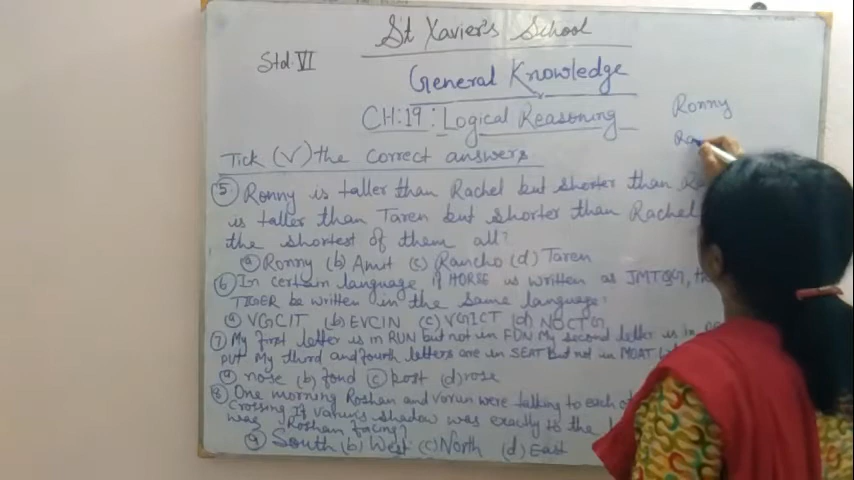 St Xavier's School
Std: VI
General Knowledge
CH:19: Logical Reasoning
Ronny
Ra
Tick (√) the correct answers.
5 Ronny is taller than Rachel but shorter than
is taller than Taren but shorter than Rachel
the shortest of them all?
(a) Ronny (b) Amit (c) Rancho (d) Taren
6 In certain language if HORSE is written as JMTQG,
TIGER be written in the same language?
(a) VGCIT (b) EVCIN (c) VGICT (d)
7 My first letter is in RUN but not in FUN My second letter is in
PUT My third and fourth letters are in SEAT but not in MOAT
(a) nose (b) fond (c) post (d) rose
8 One morning Roshan and Varun were talking to each
crossing If Varun's shadow was exactly to the
was Roshan facing?
(a) South (b) West (c) North (d) East